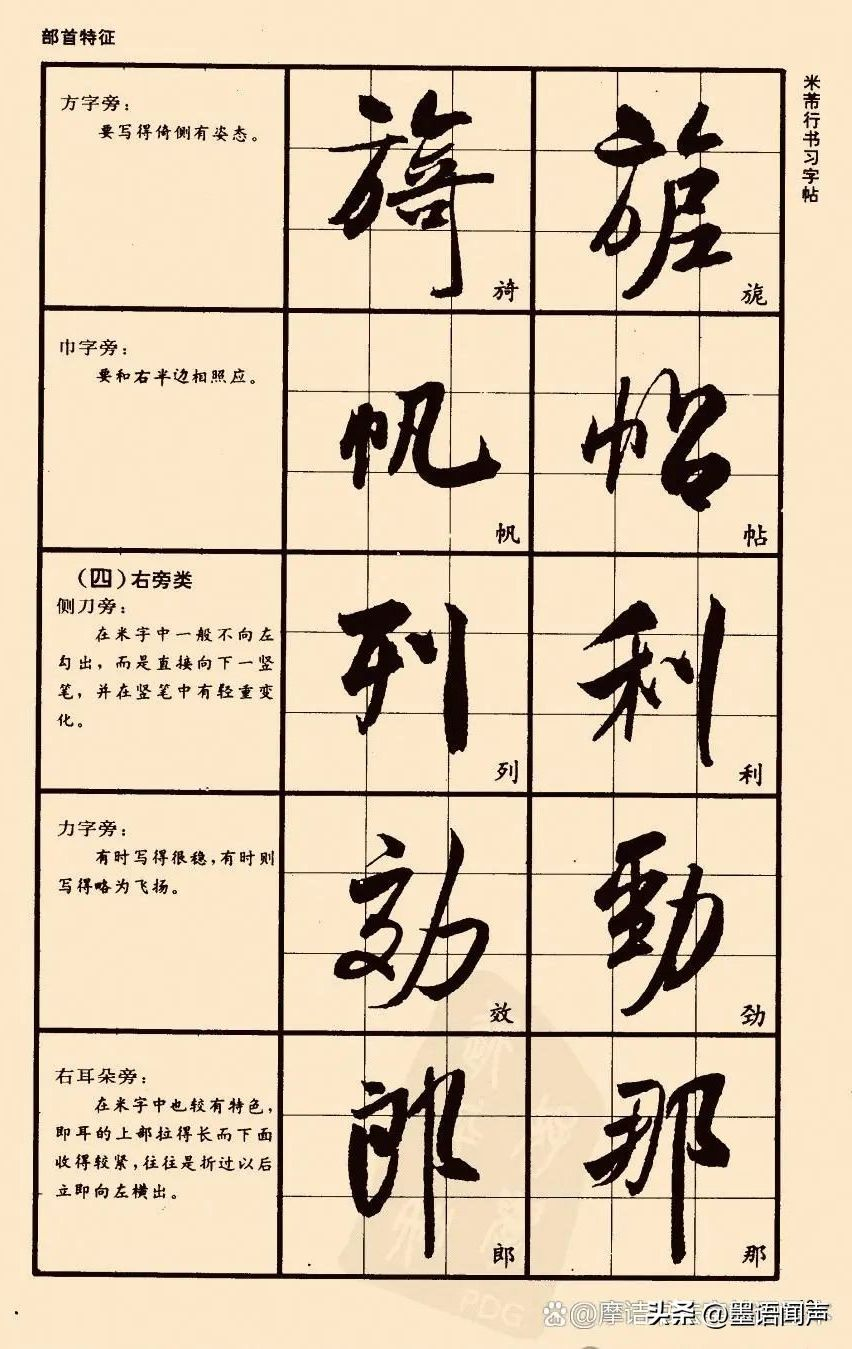 部首特征
米芾行书习字帖
方字旁：
要写得倚侧有姿态。
旖
旎
巾字旁：
要和右半边相照应。
帆
帖
（四）右旁类
侧刀旁：
在米字中一般不向左
勾出，而是直接向下一竖
笔，并在竖笔中有轻重变
化。
列
利
力字旁：
有时写得很稳，有时则
写得略为飞扬。
效
劲
右耳朵旁：
在米字中也较有特色，
即耳的上部拉得长而下面
收得较紧，往往是折过以后
立即向左横出。
郎
那
PDG
头条 @墨语闻声